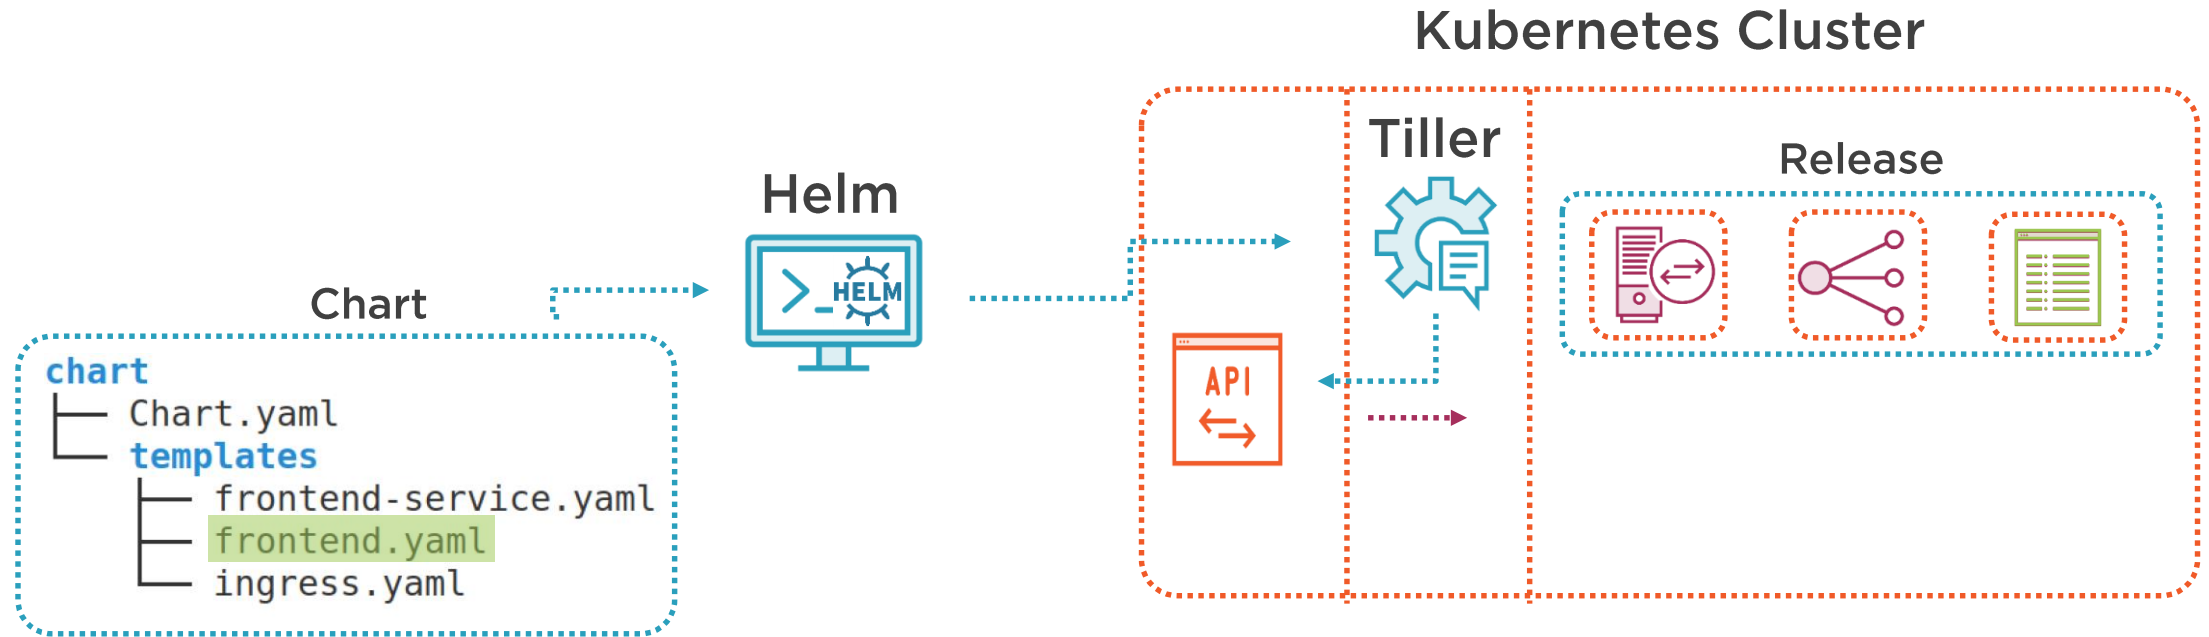 Kubernetes Cluster
Tiller
Release
Helm
>_ HELM
Chart
chart
Chart.yaml
templates
frontend-service.yaml
frontend.yaml
ingress.yaml
API